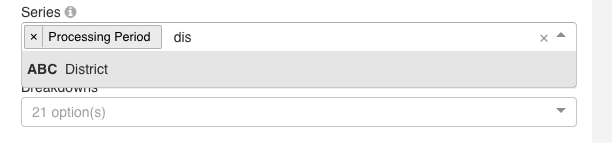 Series
× Processing Period dis ×
ABC District
Breakdowns
21 option(s)